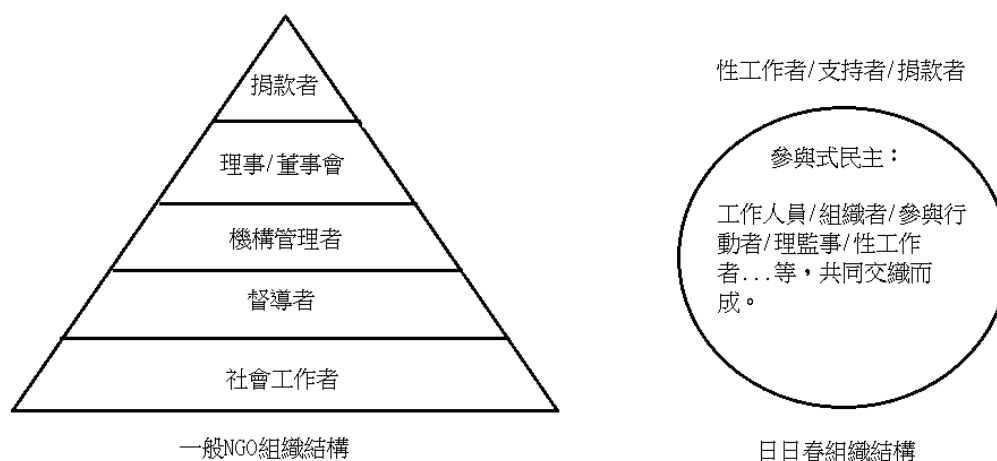 捐款者
理事/董事會
機構管理者
督導者
社會工作者
一般NGO組織結構
性工作者/支持者/捐款者
參與式民主：
工作人員/組織者/參與行
動者/理監事/性工作
者...等，共同交織而
成。
日日春組織結構